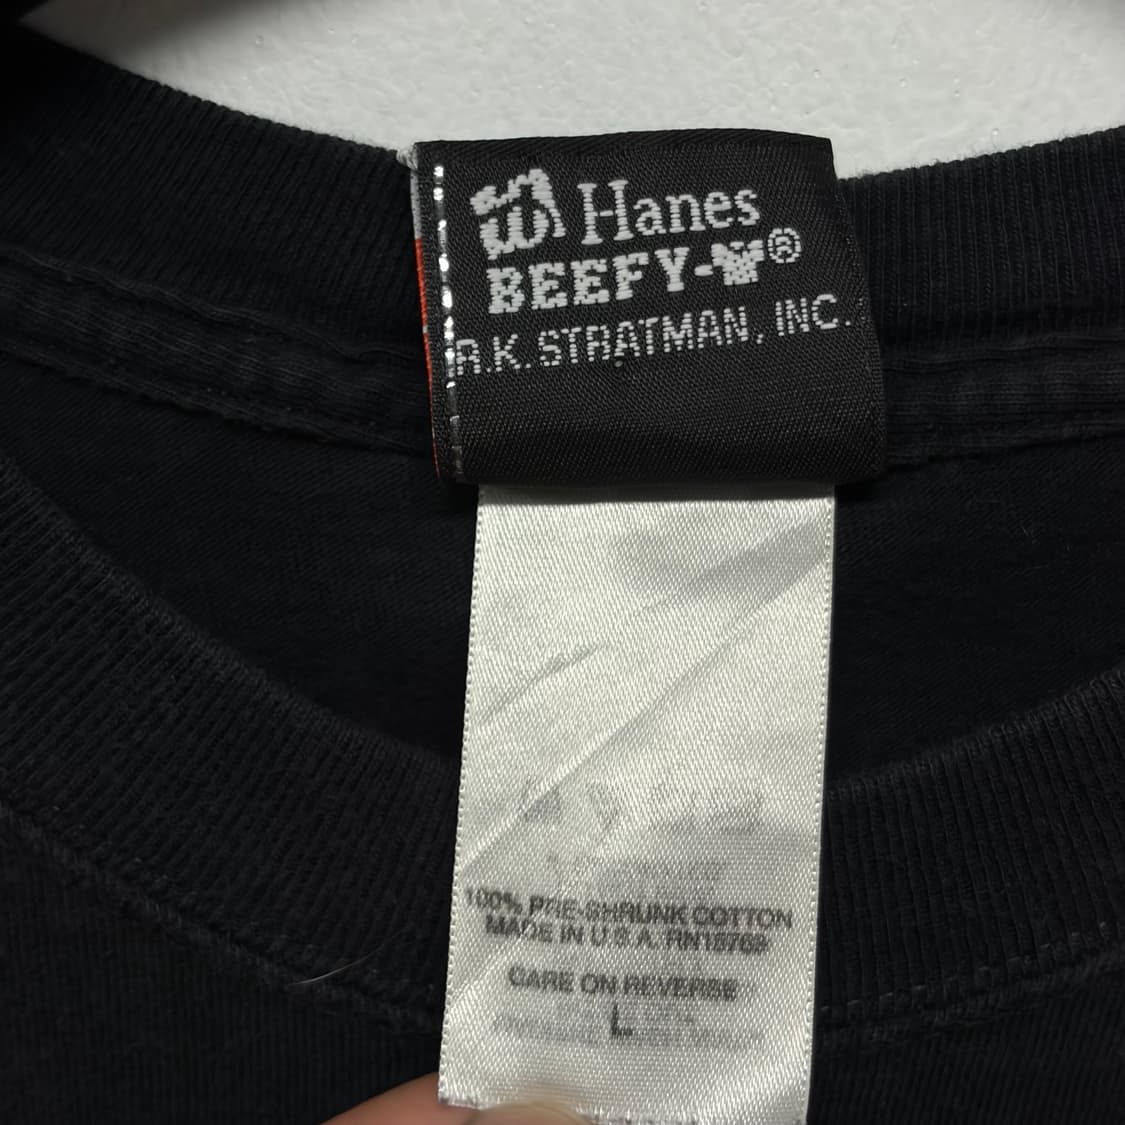 Hanes
BEEFY-T®
R.K. STRATMAN, INC.
100% PRE-SHRUNK COTTON
MADE IN U.S.A. RN15763
CARE ON REVERSE
L